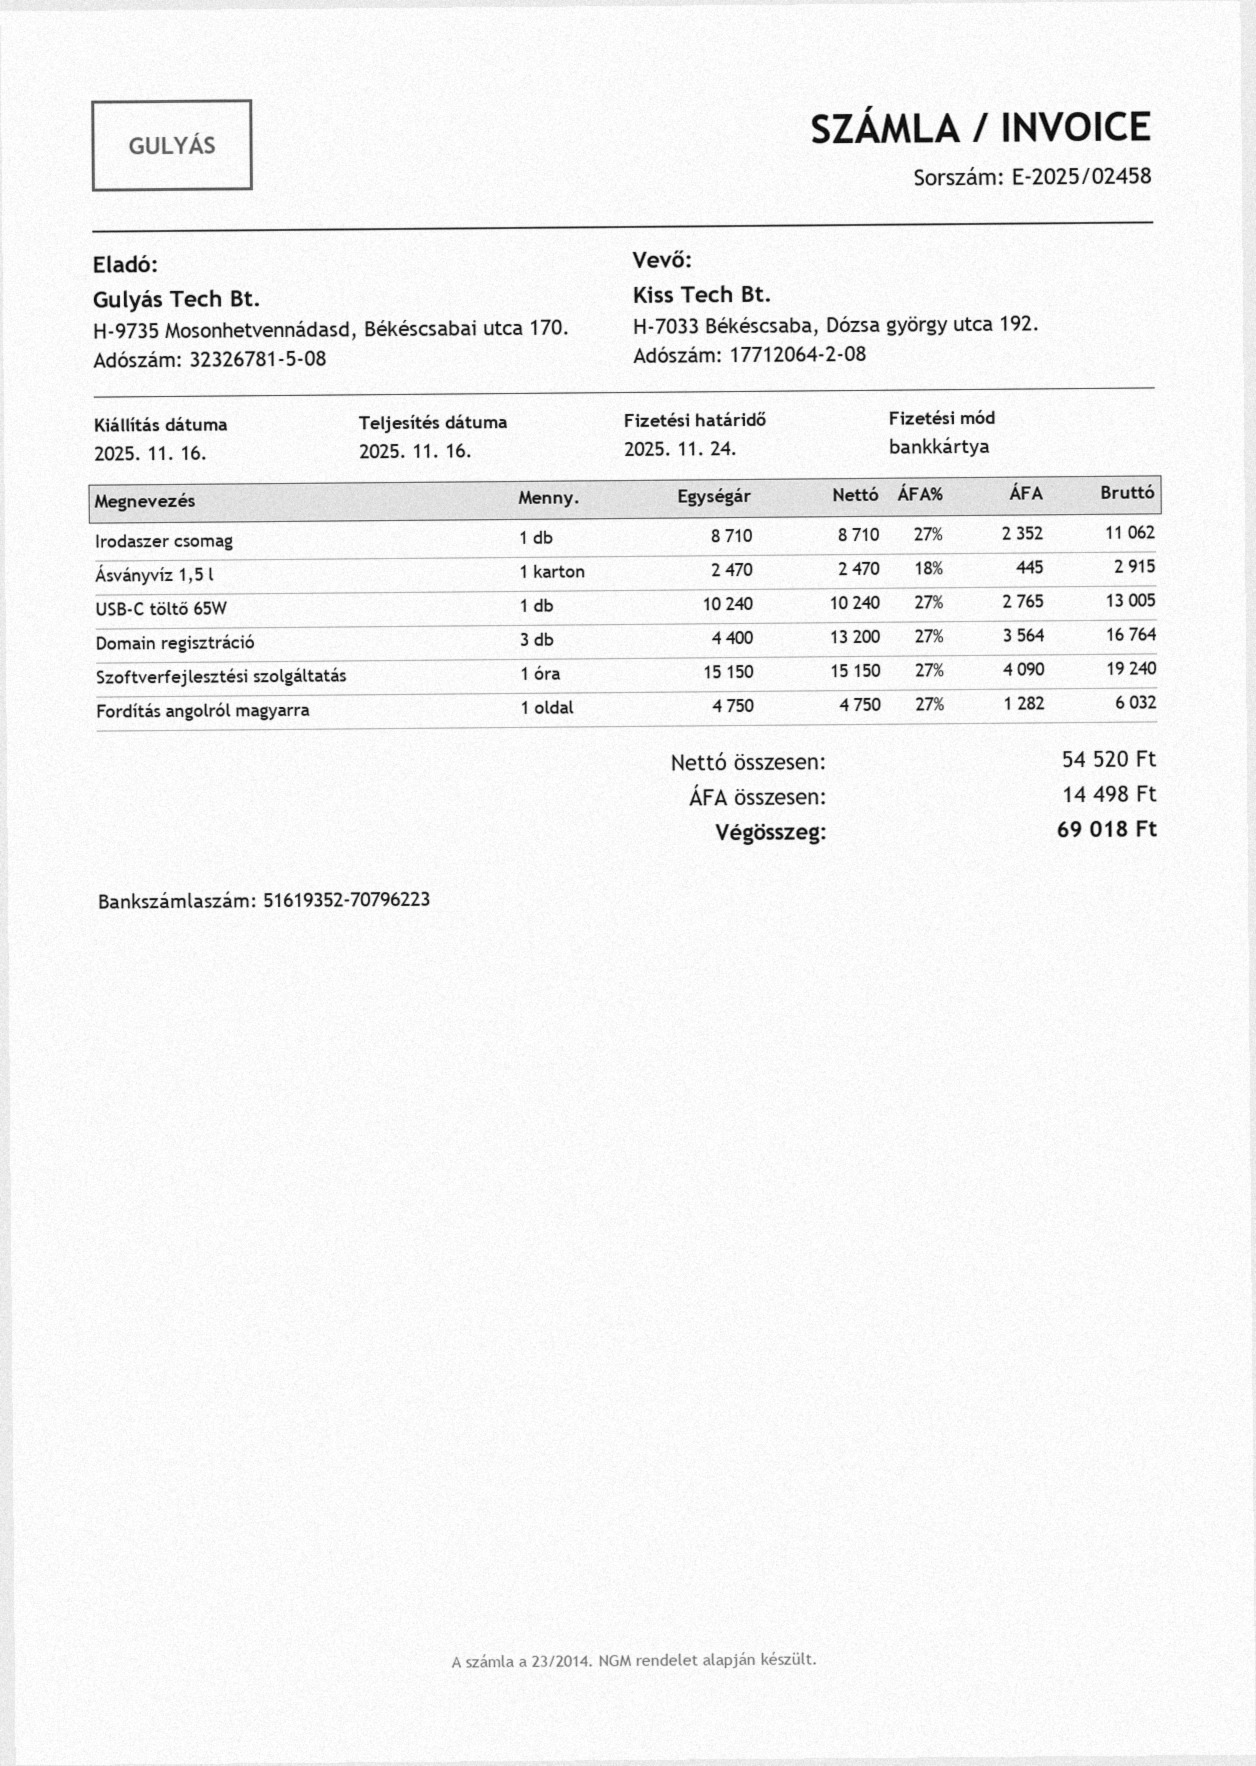 GULYÁS
SZÁMLA / INVOICE
Sorszám: E-2025/02458
Eladó:
Gulyás Tech Bt.
H-9735 Mosonhetvennádasd, Békéscsabai utca 170.
Adószám: 32326781-5-08
Vevő:
Kiss Tech Bt.
H-7033 Békéscsaba, Dózsa györgy utca 192.
Adószám: 17712064-2-08
Kiállítás dátuma Teljesítés dátuma Fizetési határidő Fizetési mód
2025. 11. 16. 2025. 11. 16. 2025. 11. 24. bankkártya
Megnevezés Menny. Egységár Nettó ÁFA% ÁFA Bruttó
Irodaszer csomag 1 db 8 710 8 710 27% 2 352 11 062
Ásványvíz 1,5 l 1 karton 2 470 2 470 18% 445 2 915
USB-C töltő 65W 1 db 10 240 10 240 27% 2 765 13 005
Domain regisztráció 3 db 4 400 13 200 27% 3 564 16 764
Szoftverfejlesztési szolgáltatás 1 óra 15 150 15 150 27% 4 090 19 240
Fordítás angolról magyarra 1 oldal 4 750 4 750 27% 1 282 6 032
Nettó összesen: 54 520 Ft
ÁFA összesen: 14 498 Ft
Végösszeg: 69 018 Ft
Bankszámlaszám: 51619352-70796223
A számla a 23/2014. NGM rendelet alapján készült.